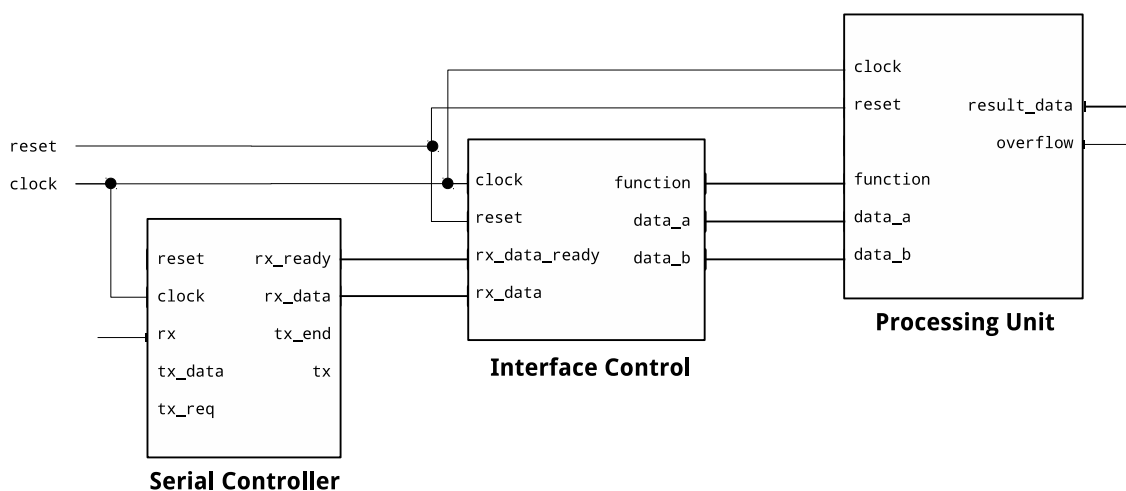 reset
clock
reset rx_ready
clock rx_data
rx tx_end
tx_data tx
tx_req
Serial Controller
clock function
reset data_a
rx_data_ready data_b
rx_data
Interface Control
clock
reset result_data
overflow
function
data_a
data_b
Processing Unit